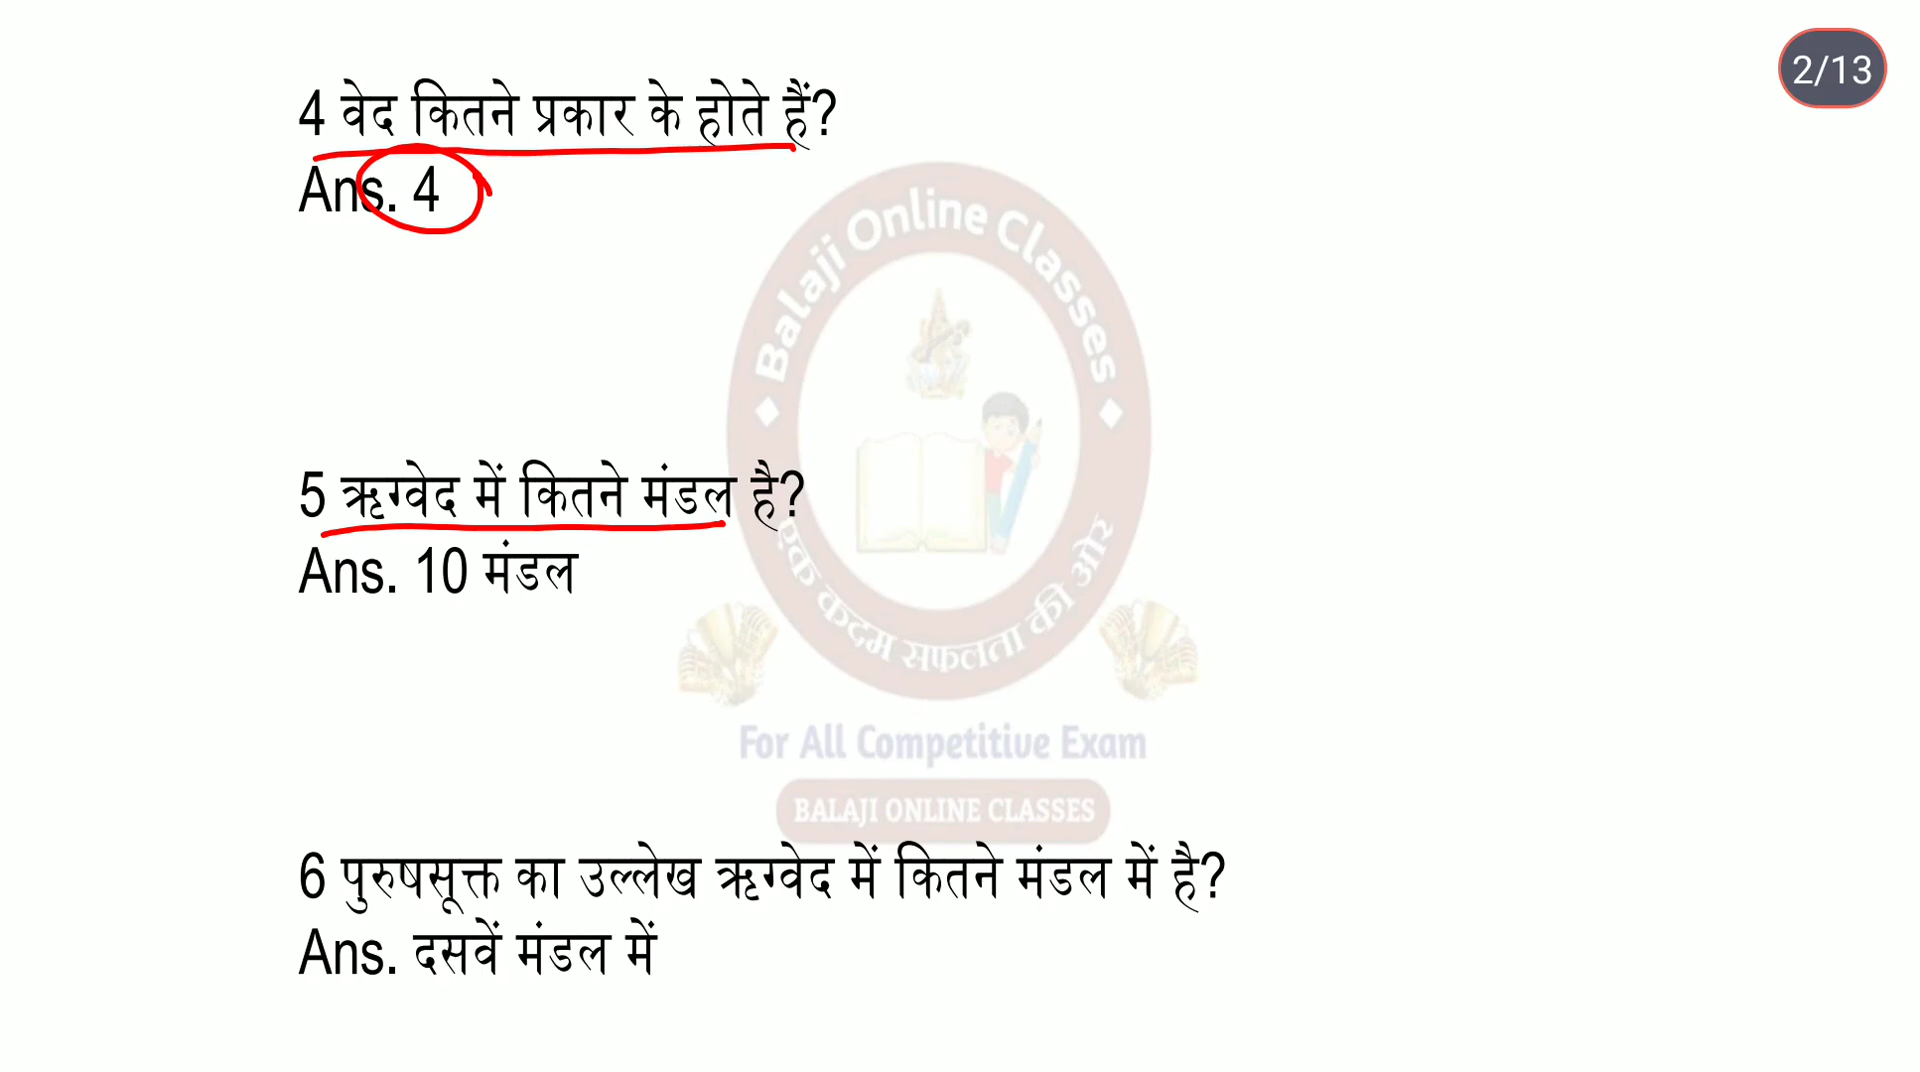 2/13
4 वेद कितने प्रकार के होते हैं?
Ans. 4
Balaji Online Classes
5 ऋग्वेद में कितने मंडल है?
Ans. 10 मंडल
एक कदम सफलता की ओर
For All Competitive Exam
BALAJI ONLINE CLASSES
6 पुरुषसूक्त का उल्लेख ऋग्वेद में कितने मंडल में है?
Ans. दसवें मंडल में